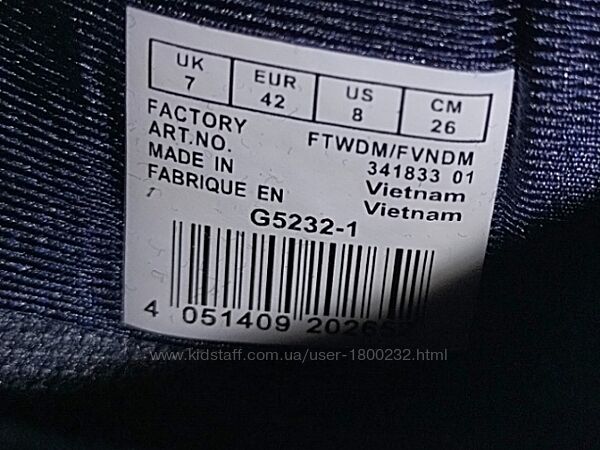 UK EUR US CM
7 42 8 26
FACTORY FTWDM/FVNDM
ART.NO. 341833 01
MADE IN Vietnam
FABRIQUE EN Vietnam
G5232-1
4 051409 2026
www.kidstaff.com.ua/user-1800232.html